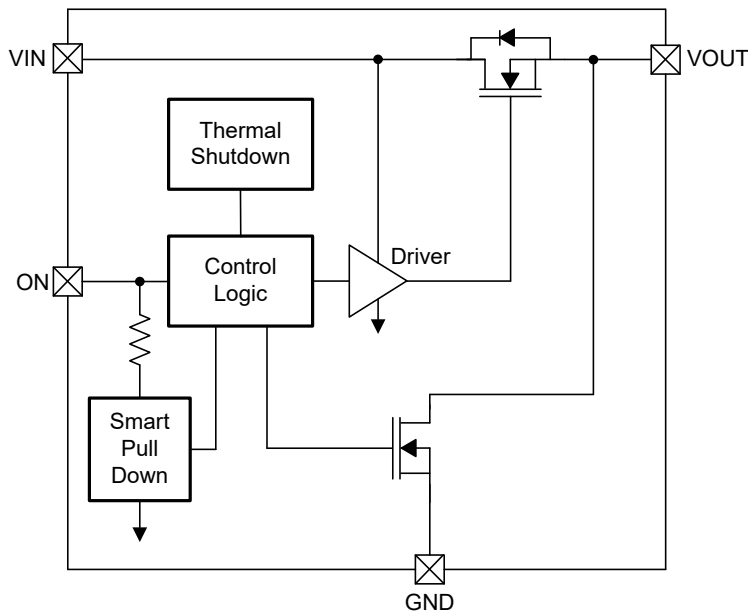 VIN
VOUT
Thermal
Shutdown
ON
Control
Logic
Driver
Smart
Pull
Down
GND